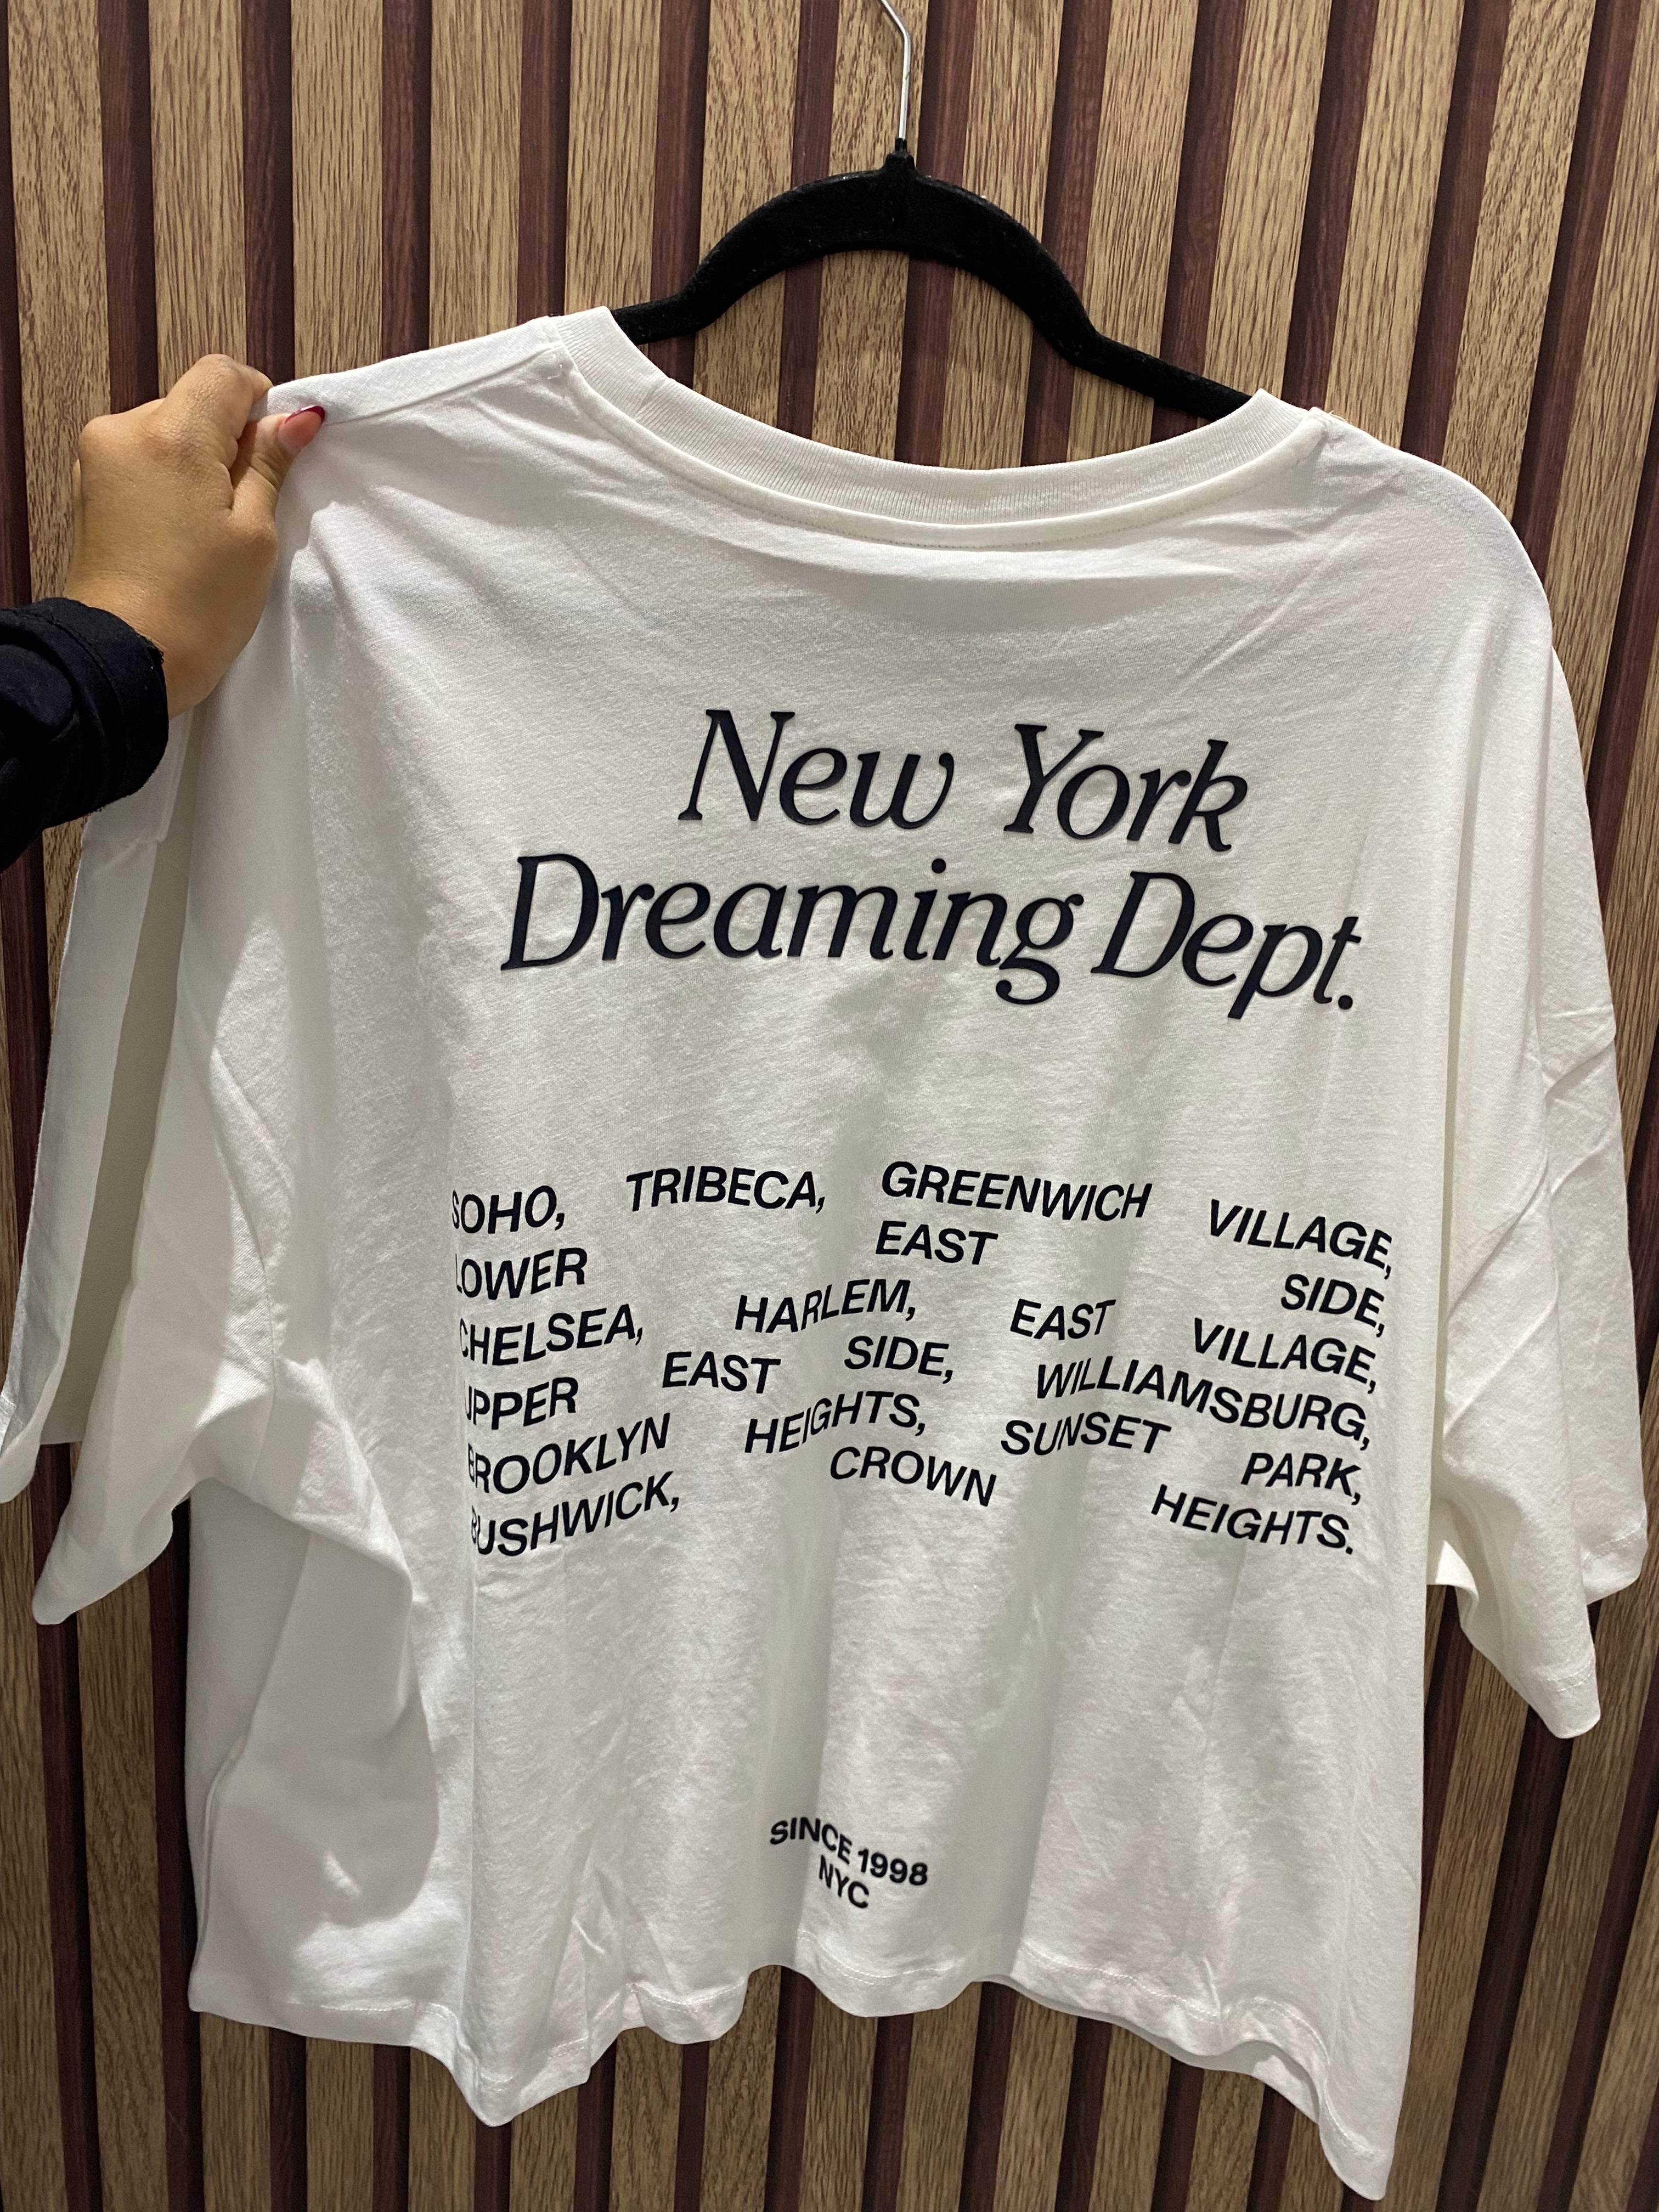 New York
Dreaming Dept.
SOHO, TRIBECA, GREENWICH VILLAGE,
LOWER EAST SIDE,
CHELSEA, HARLEM, EAST VILLAGE,
UPPER EAST SIDE, WILLIAMSBURG,
BROOKLYN HEIGHTS, SUNSET PARK,
BUSHWICK, CROWN HEIGHTS.
SINCE 1998
NYC